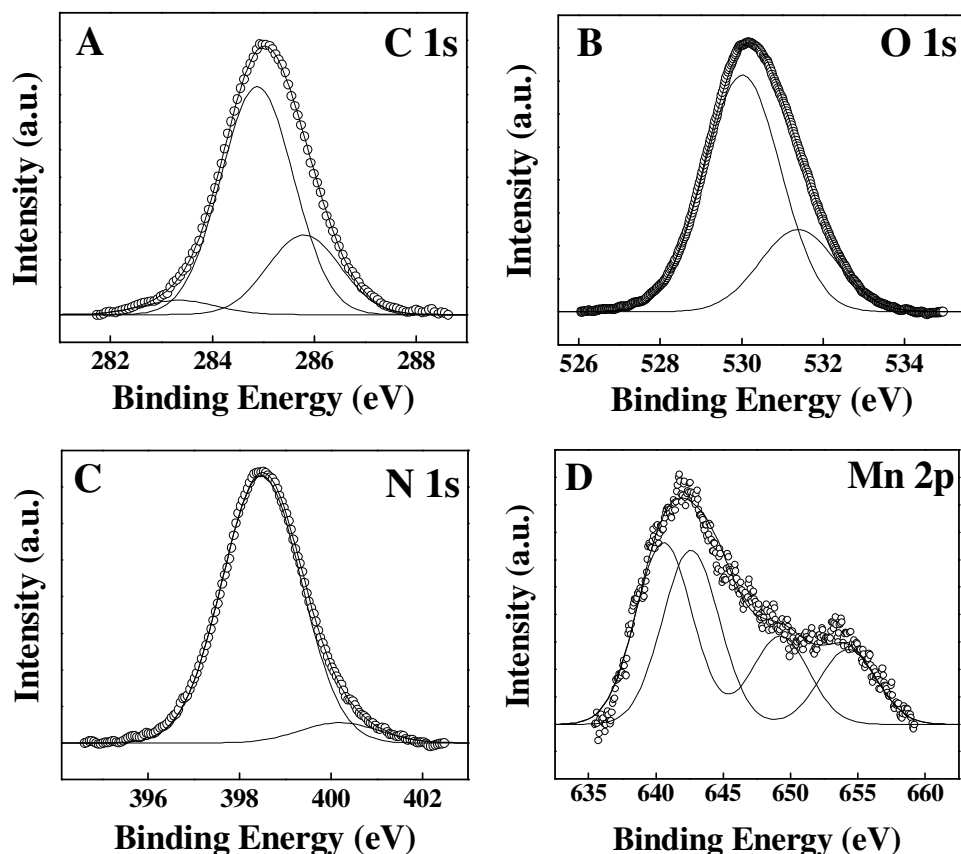 A
C 1s
Intensity (a.u.)
282 284 286 288
Binding Energy (eV)
B
O 1s
Intensity (a.u.)
526 528 530 532 534
Binding Energy (eV)
C
N 1s
Intensity (a.u.)
396 398 400 402
Binding Energy (eV)
D
Mn 2p
Intensity (a.u.)
635 640 645 650 655 660
Binding Energy (eV)